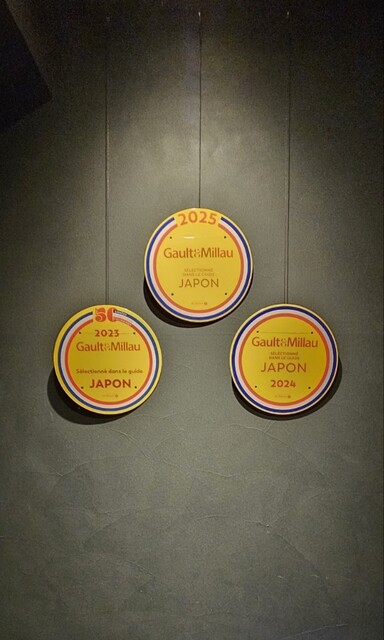 2025
Gault&Millau
SÉLECTIONNÉ
DANS LE GUIDE
JAPON
50
2023
Gault&Millau
Sélectionné dans le guide
JAPON
Gault&Millau
SÉLECTIONNÉ
DANS LE GUIDE
JAPON
2024